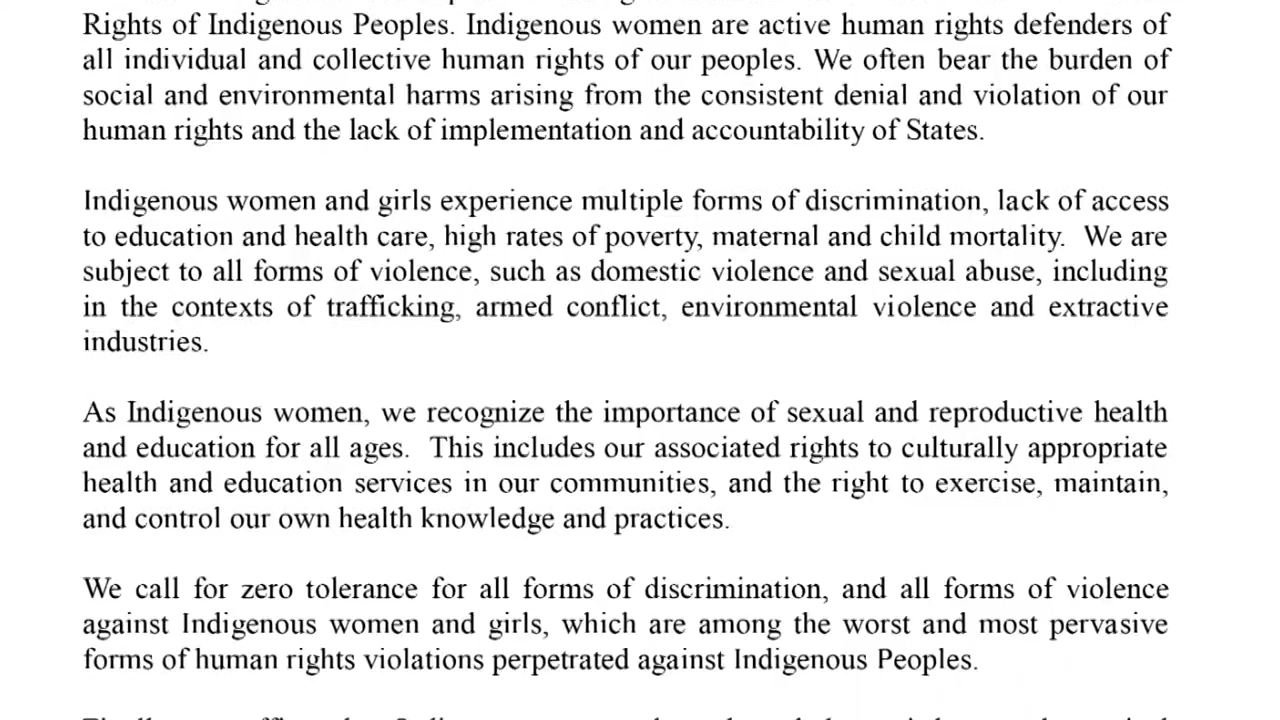 Rights of Indigenous Peoples. Indigenous women are active human rights defenders of
all individual and collective human rights of our peoples. We often bear the burden of
social and environmental harms arising from the consistent denial and violation of our
human rights and the lack of implementation and accountability of States.
Indigenous women and girls experience multiple forms of discrimination, lack of access
to education and health care, high rates of poverty, maternal and child mortality.  We are
subject to all forms of violence, such as domestic violence and sexual abuse, including
in the contexts of trafficking, armed conflict, environmental violence and extractive
industries.
As Indigenous women, we recognize the importance of sexual and reproductive health
and education for all ages.  This includes our associated rights to culturally appropriate
health and education services in our communities, and the right to exercise, maintain,
and control our own health knowledge and practices.
We call for zero tolerance for all forms of discrimination, and all forms of violence
against Indigenous women and girls, which are among the worst and most pervasive
forms of human rights violations perpetrated against Indigenous Peoples.